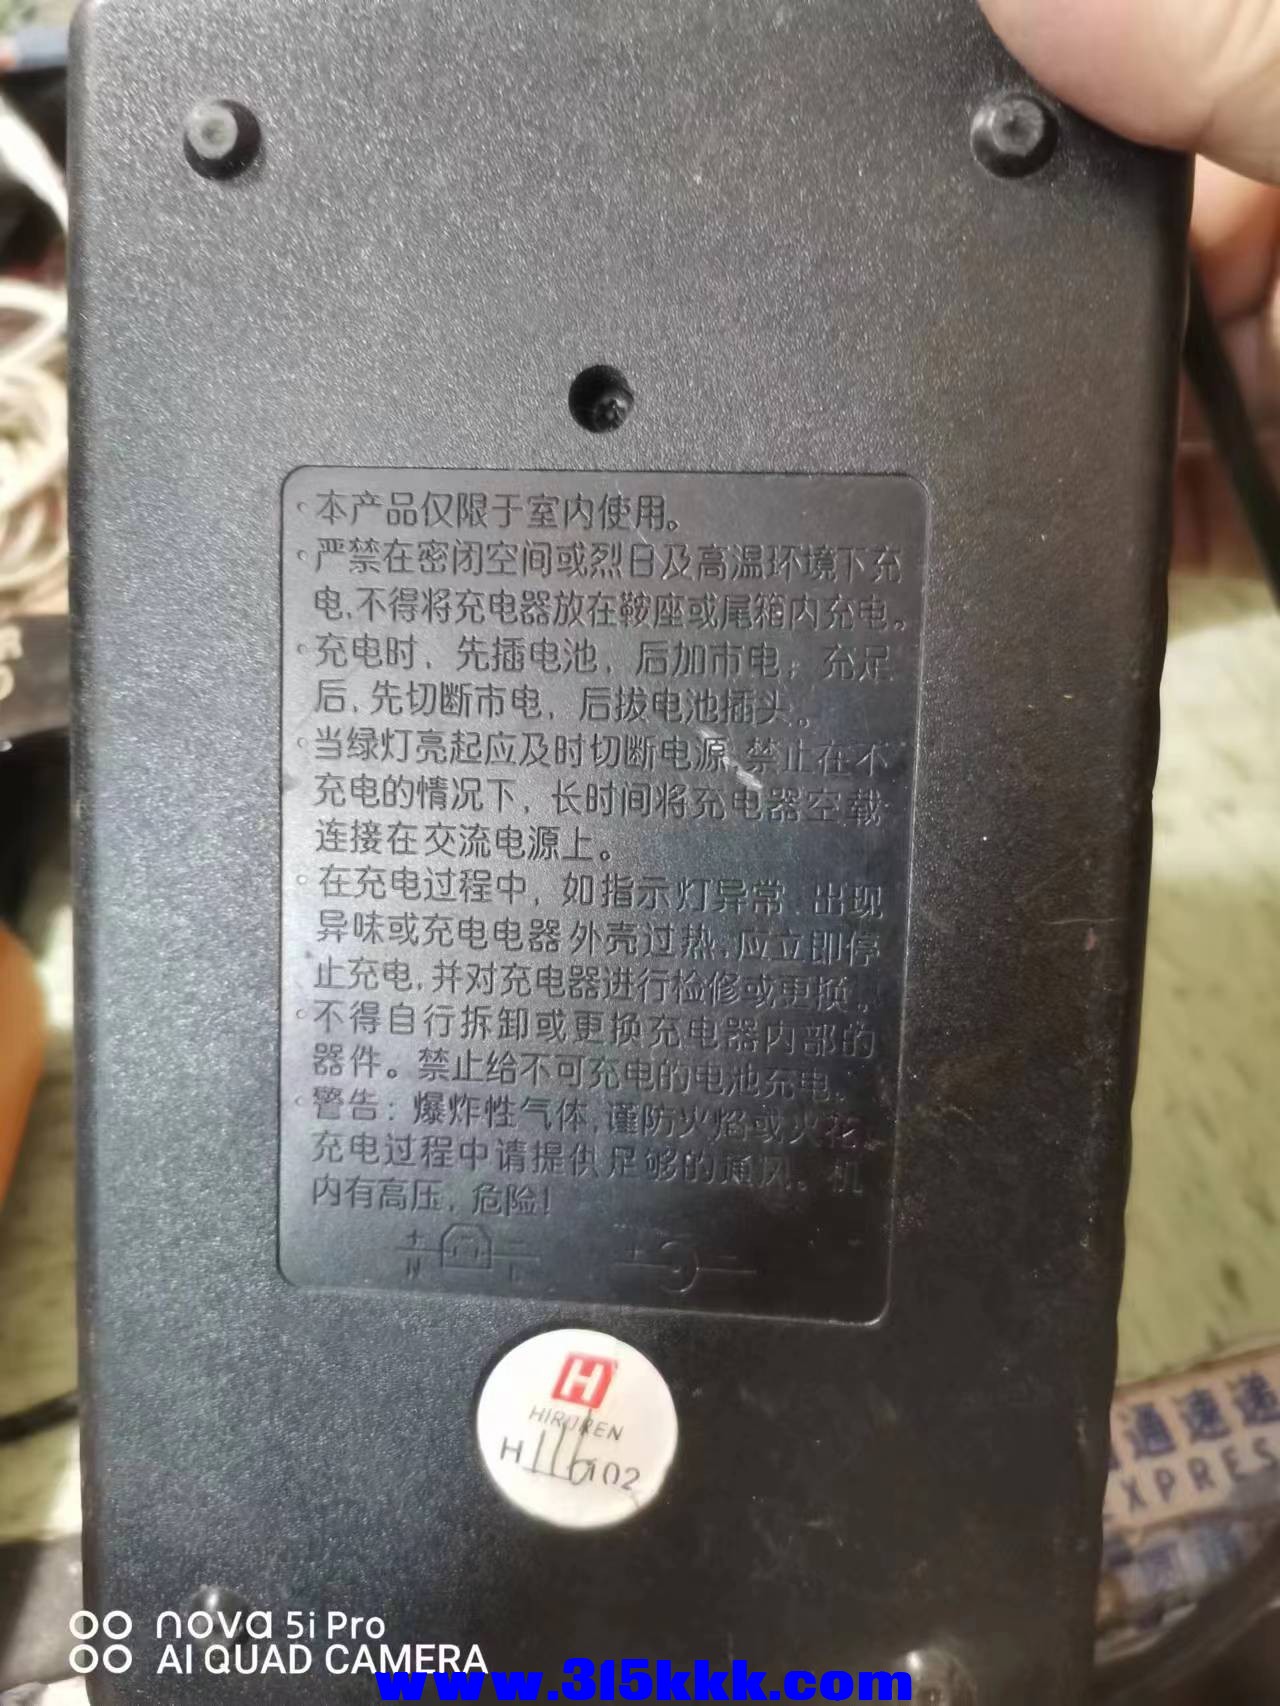 本产品仅限于室内使用。
严禁在密闭空间或烈日及高温环境下充
电,不得将充电器放在鞍座或尾箱内充电。
充电时，先插电池，后加市电；充足
后,先切断市电，后拔电池插头。
当绿灯亮起应及时切断电源,禁止在不
充电的情况下，长时间将充电器空载
连接在交流电源上。
在充电过程中，如指示灯异常，出现
异味或充电电器外壳过热,应立即停
止充电,并对充电器进行检修或更换。
不得自行拆卸或更换充电器内部的
器件。禁止给不可充电的电池充电。
警告：爆炸性气体,谨防火焰或火花
充电过程中请提供足够的通风。机
内有高压，危险!
+ −
N L
+ −
H
HIRUREN
通速递
EXPRES
nova 5i Pro
AI QUAD CAMERA
www.315kkk.com